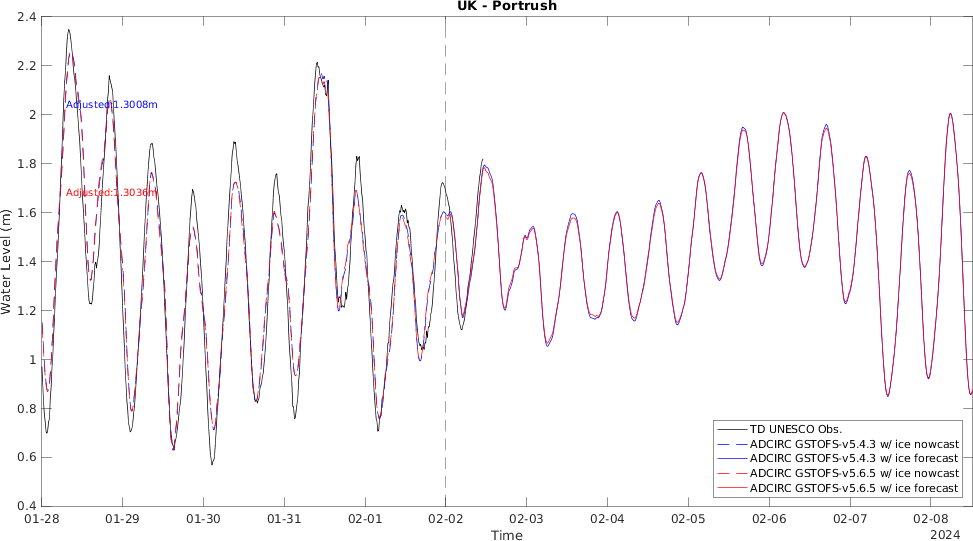 UK - Portrush
2.4
2.2
2
1.8
1.6
1.4
1.2
1
0.8
0.6
0.4
Water Level (m)
Adjusted:1.3008m
Adjusted:1.3036m
TD UNESCO Obs.
ADCIRC GSTOFS-v5.4.3 w/ ice nowcast
ADCIRC GSTOFS-v5.4.3 w/ ice forecast
ADCIRC GSTOFS-v5.6.5 w/ ice nowcast
ADCIRC GSTOFS-v5.6.5 w/ ice forecast
01-28 01-29 01-30 01-31 02-01 02-02 02-03 02-04 02-05 02-06 02-07 02-08
Time
2024